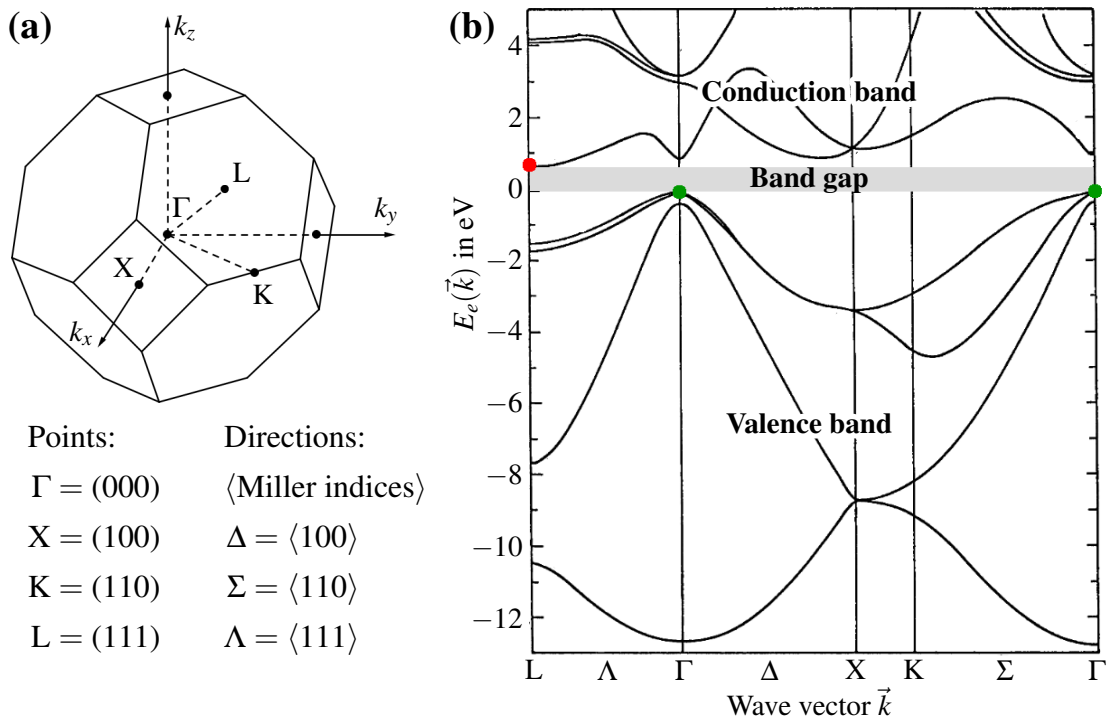 (a)
k_z
L
Γ
k_y
X
K
k_x
Points: Directions:
Γ = (000) ⟨Miller indices⟩
X = (100) Δ = ⟨100⟩
K = (110) Σ = ⟨110⟩
L = (111) Λ = ⟨111⟩
(b)
4
2
0
−2
−4
−6
−8
−10
−12
E_e(k⃗) in eV
Conduction band
Band gap
Valence band
L Λ Γ Δ X K Σ Γ
Wave vector k⃗